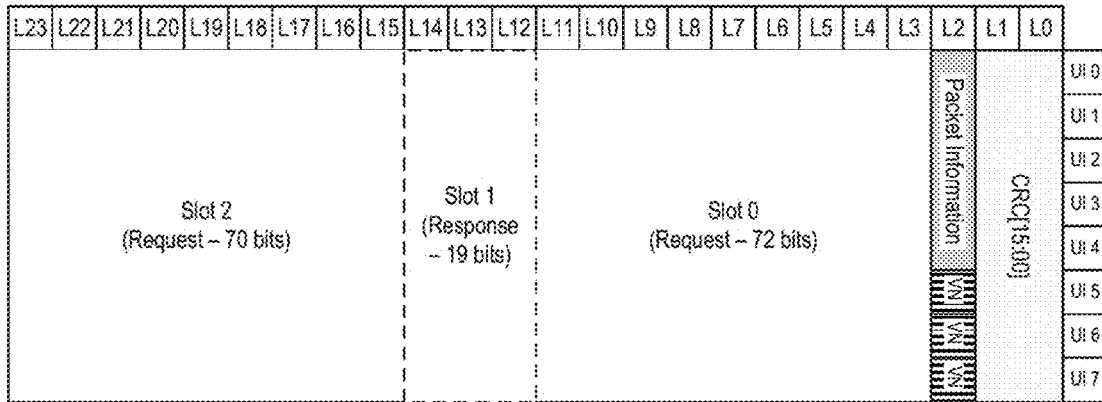 L23 L22 L21 L20 L19 L18 L17 L16 L15 L14 L13 L12 L11 L10 L9 L8 L7 L6 L5 L4 L3 L2 L1 L0
UI 0
UI 1
UI 2
UI 3
UI 4
UI 5
UI 6
UI 7
Slot 2
(Request – 70 bits)
Slot 1
(Response
– 19 bits)
Slot 0
(Request – 72 bits)
Packet Information
VN
VN
VN
CRC[15:00]